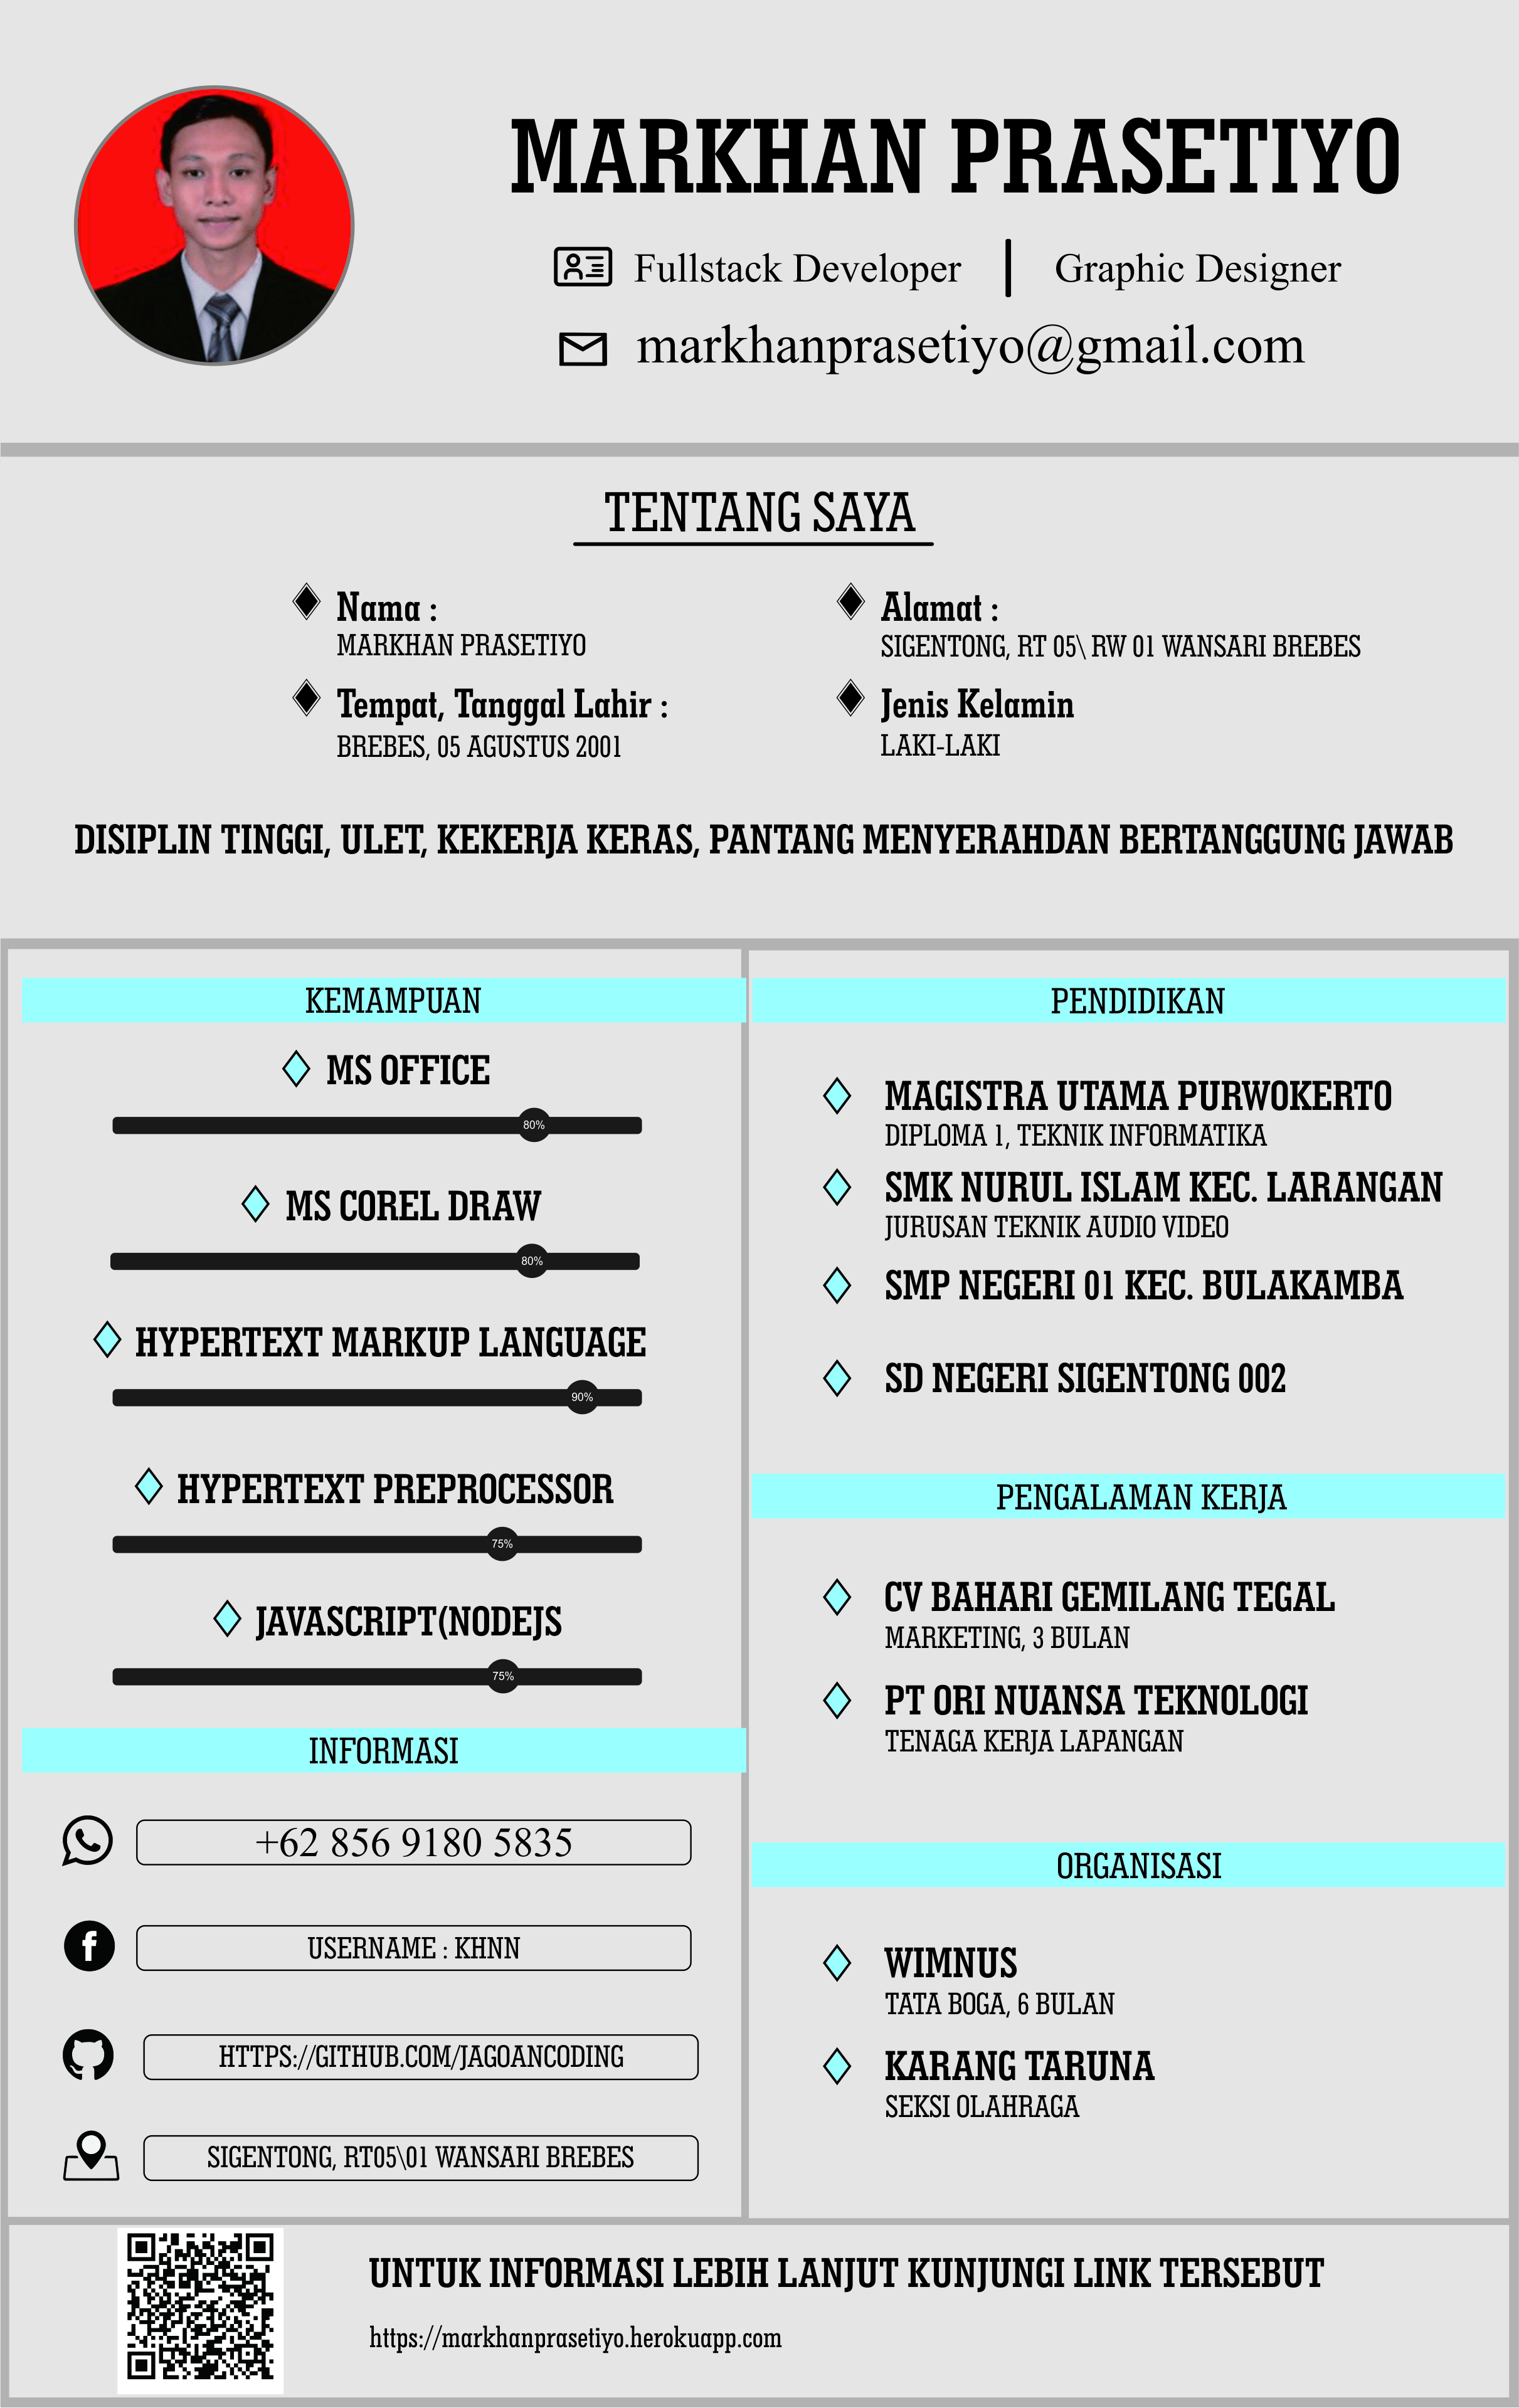 MARKHAN PRASETIYO
Fullstack Developer | Graphic Designer
markhanprasetiyo@gmail.com
TENTANG SAYA
Nama :
MARKHAN PRASETIYO
Tempat, Tanggal Lahir :
BREBES, 05 AGUSTUS 2001
Alamat :
SIGENTONG, RT 05\ RW 01 WANSARI BREBES
Jenis Kelamin
LAKI-LAKI
DISIPLIN TINGGI, ULET, KEKERJA KERAS, PANTANG MENYERAHDAN BERTANGGUNG JAWAB
KEMAMPUAN
MS OFFICE
80%
MS COREL DRAW
80%
HYPERTEXT MARKUP LANGUAGE
90%
HYPERTEXT PREPROCESSOR
75%
JAVASCRIPT(NODEJS
75%
INFORMASI
+62 856 9180 5835
USERNAME : KHNN
HTTPS://GITHUB.COM/JAGOANCODING
SIGENTONG, RT05\01 WANSARI BREBES
PENDIDIKAN
MAGISTRA UTAMA PURWOKERTO
DIPLOMA 1, TEKNIK INFORMATIKA
SMK NURUL ISLAM KEC. LARANGAN
JURUSAN TEKNIK AUDIO VIDEO
SMP NEGERI 01 KEC. BULAKAMBA
SD NEGERI SIGENTONG 002
PENGALAMAN KERJA
CV BAHARI GEMILANG TEGAL
MARKETING, 3 BULAN
PT ORI NUANSA TEKNOLOGI
TENAGA KERJA LAPANGAN
ORGANISASI
WIMNUS
TATA BOGA, 6 BULAN
KARANG TARUNA
SEKSI OLAHRAGA
UNTUK INFORMASI LEBIH LANJUT KUNJUNGI LINK TERSEBUT
https://markhanprasetiyo.herokuapp.com